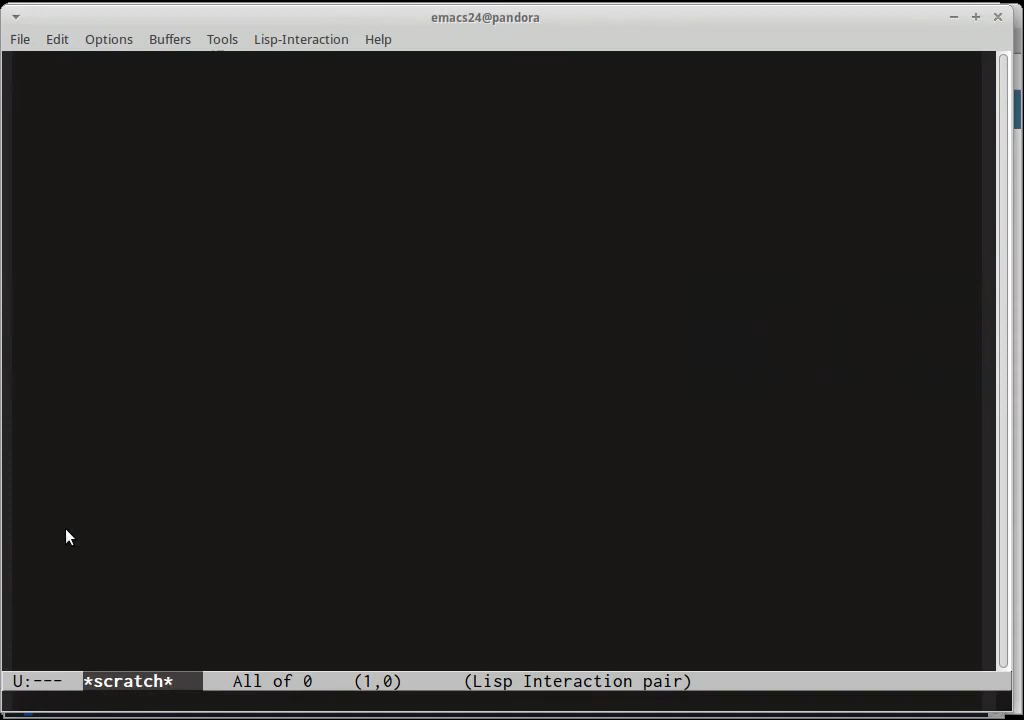 emacs24@pandora
File Edit Options Buffers Tools Lisp-Interaction Help
U:--- *scratch* All of 0 (1,0) (Lisp Interaction pair)